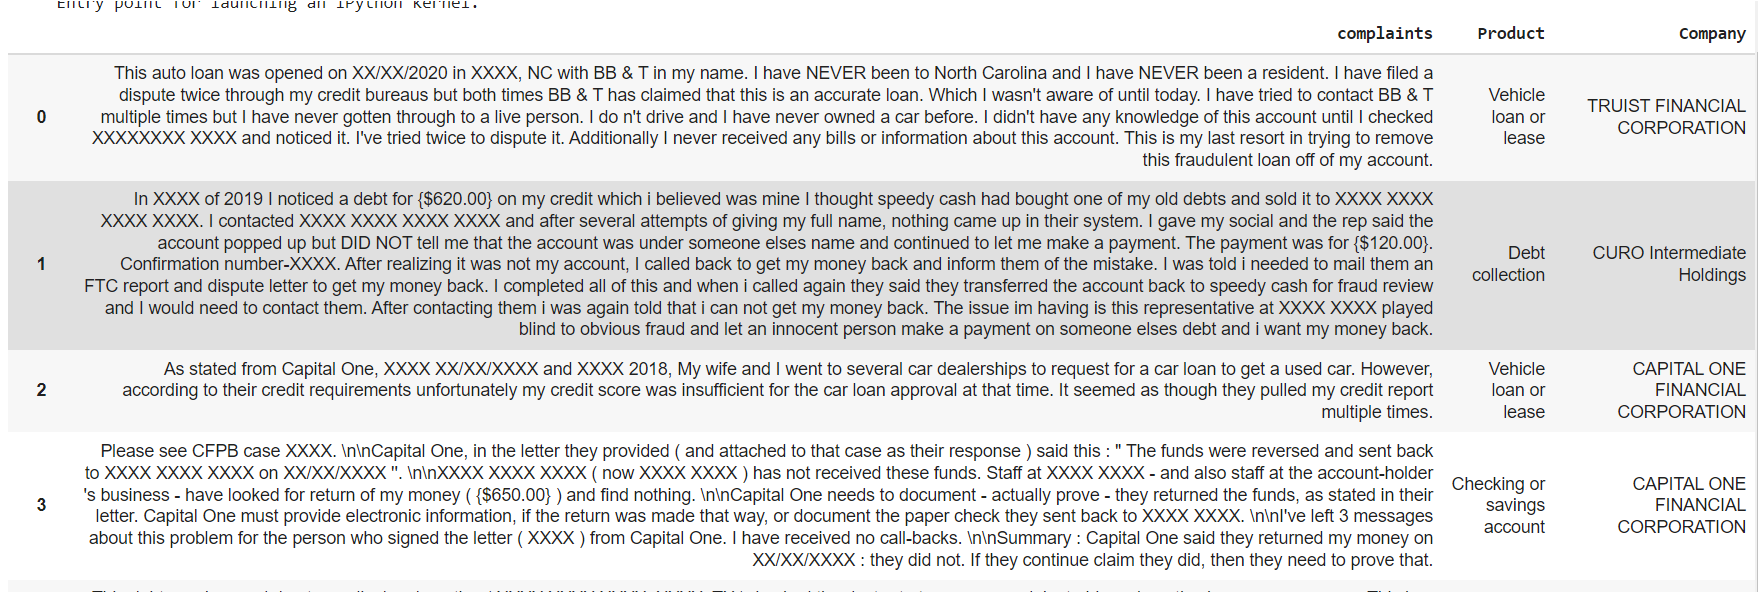 Entry point for launching an IPython kernel.
complaints Product Company
0
This auto loan was opened on XX/XX/2020 in XXXX, NC with BB & T in my name. I have NEVER been to North Carolina and I have NEVER been a resident. I have filed a
dispute twice through my credit bureaus but both times BB & T has claimed that this is an accurate loan. Which I wasn't aware of until today. I have tried to contact BB & T
multiple times but I have never gotten through to a live person. I do n't drive and I have never owned a car before. I didn't have any knowledge of this account until I checked
XXXXXXXX XXXX and noticed it. I've tried twice to dispute it. Additionally I never received any bills or information about this account. This is my last resort in trying to remove
this fraudulent loan off of my account.
Vehicle
loan or
lease
TRUIST FINANCIAL
CORPORATION
1
In XXXX of 2019 I noticed a debt for {$620.00} on my credit which i believed was mine I thought speedy cash had bought one of my old debts and sold it to XXXX XXXX
XXXX XXXX. I contacted XXXX XXXX XXXX XXXX and after several attempts of giving my full name, nothing came up in their system. I gave my social and the rep said the
account popped up but DID NOT tell me that the account was under someone elses name and continued to let me make a payment. The payment was for {$120.00}.
Confirmation number-XXXX. After realizing it was not my account, I called back to get my money back and inform them of the mistake. I was told i needed to mail them an
FTC report and dispute letter to get my money back. I completed all of this and when i called again they said they transferred the account back to speedy cash for fraud review
and I would need to contact them. After contacting them i was again told that i can not get my money back. The issue im having is this representative at XXXX XXXX played
blind to obvious fraud and let an innocent person make a payment on someone elses debt and i want my money back.
Debt
collection
CURO Intermediate
Holdings
2
As stated from Capital One, XXXX XX/XX/XXXX and XXXX 2018, My wife and I went to several car dealerships to request for a car loan to get a used car. However,
according to their credit requirements unfortunately my credit score was insufficient for the car loan approval at that time. It seemed as though they pulled my credit report
multiple times.
Vehicle
loan or
lease
CAPITAL ONE
FINANCIAL
CORPORATION
3
Please see CFPB case XXXX. \n\nCapital One, in the letter they provided ( and attached to that case as their response ) said this : " The funds were reversed and sent back
to XXXX XXXX XXXX on XX/XX/XXXX ". \n\nXXXX XXXX XXXX ( now XXXX XXXX ) has not received these funds. Staff at XXXX XXXX - and also staff at the account-holder
's business - have looked for return of my money ( {$650.00} ) and find nothing. \n\nCapital One needs to document - actually prove - they returned the funds, as stated in their
letter. Capital One must provide electronic information, if the return was made that way, or document the paper check they sent back to XXXX XXXX. \n\nI've left 3 messages
about this problem for the person who signed the letter ( XXXX ) from Capital One. I have received no call-backs. \n\nSummary : Capital One said they returned my money on
XX/XX/XXXX : they did not. If they continue claim they did, then they need to prove that.
Checking or
savings
account
CAPITAL ONE
FINANCIAL
CORPORATION